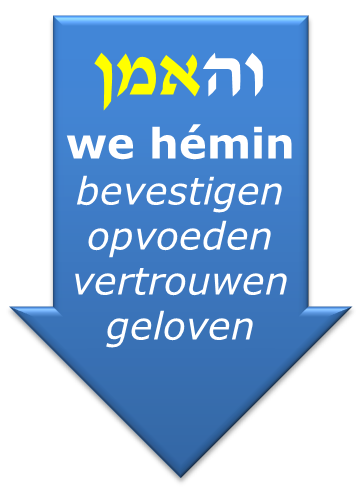 והאמן
we hémin
bevestigen
opvoeden
vertrouwen
geloven